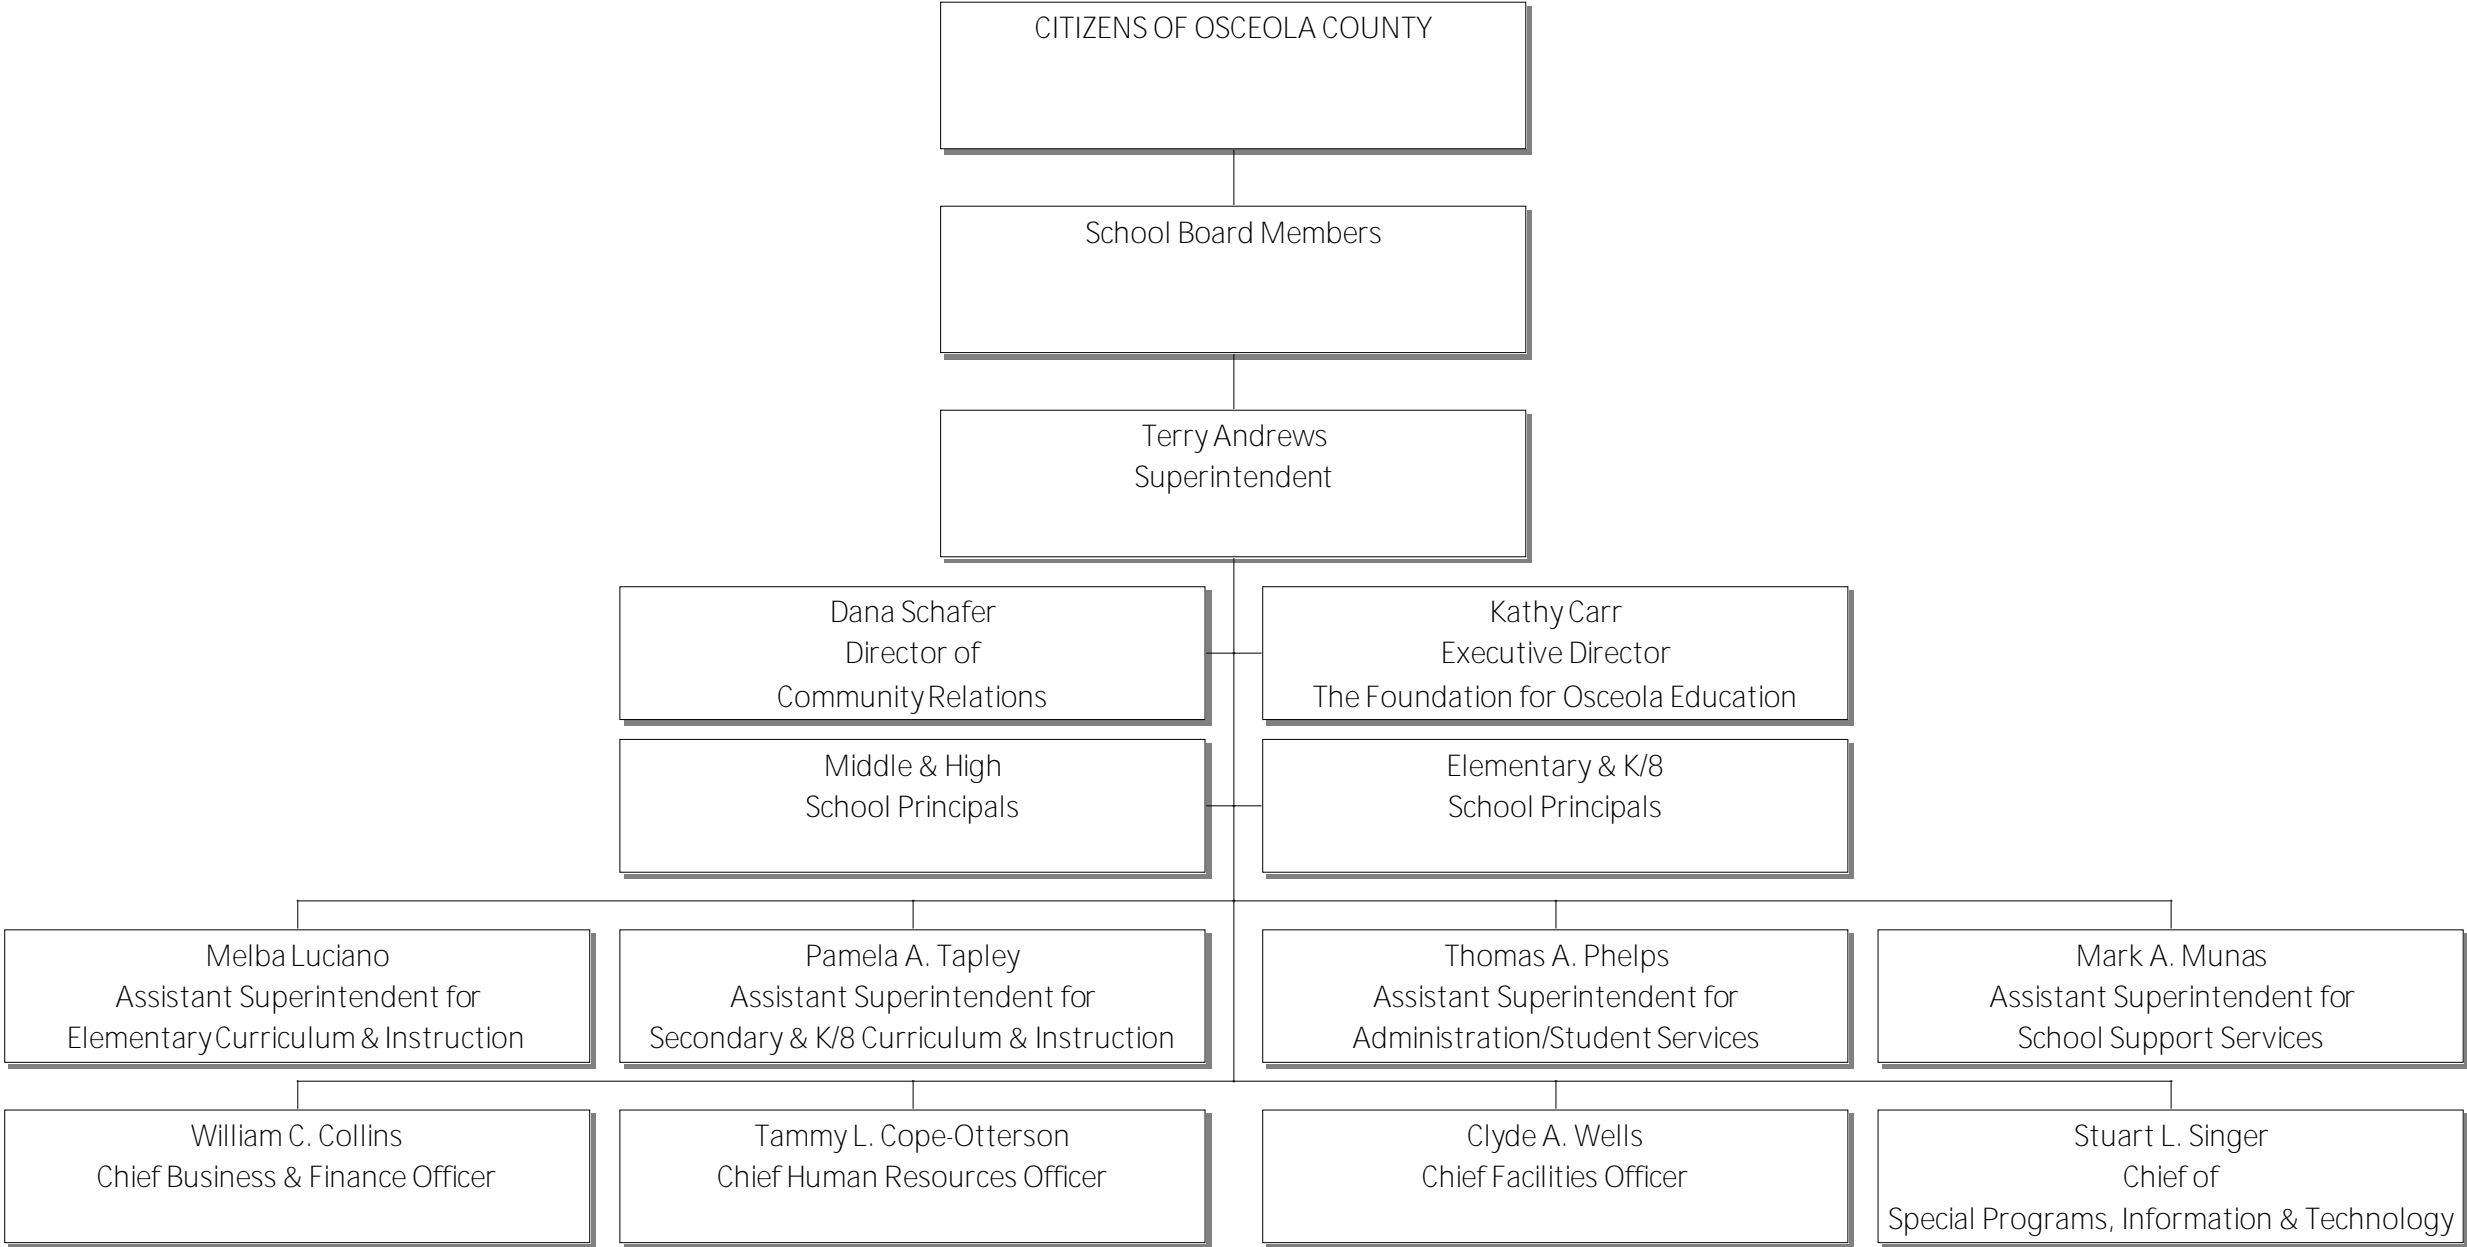 CITIZENS OF OSCEOLA COUNTY
School Board Members
Terry Andrews
Superintendent
Dana Schafer
Director of
Community Relations
Kathy Carr
Executive Director
The Foundation for Osceola Education
Middle & High
School Principals
Elementary & K/8
School Principals
Melba Luciano
Assistant Superintendent for
Elementary Curriculum & Instruction
Pamela A. Tapley
Assistant Superintendent for
Secondary & K/8 Curriculum & Instruction
Thomas A. Phelps
Assistant Superintendent for
Administration/Student Services
Mark A. Munas
Assistant Superintendent for
School Support Services
William C. Collins
Chief Business & Finance Officer
Tammy L. Cope-Otterson
Chief Human Resources Officer
Clyde A. Wells
Chief Facilities Officer
Stuart L. Singer
Chief of
Special Programs, Information & Technology